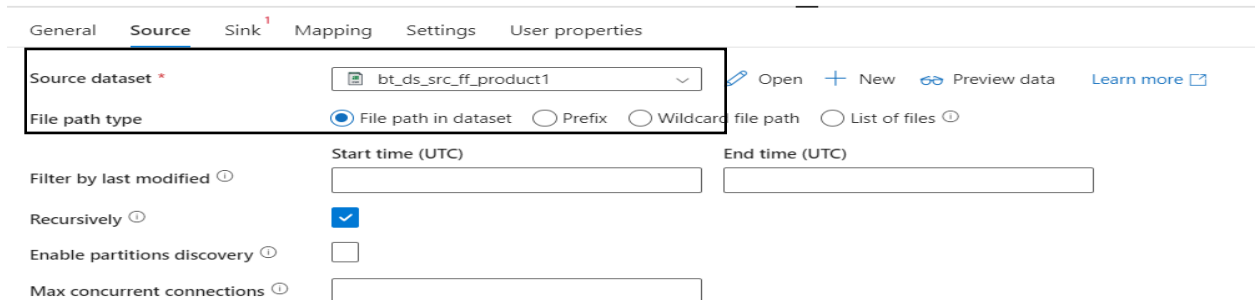 General Source Sink 1 Mapping Settings User properties
Source dataset * bt_ds_src_ff_product1 Open New Preview data Learn more
File path type File path in dataset Prefix Wildcard file path List of files
Start time (UTC) End time (UTC)
Filter by last modified
Recursively
Enable partitions discovery
Max concurrent connections